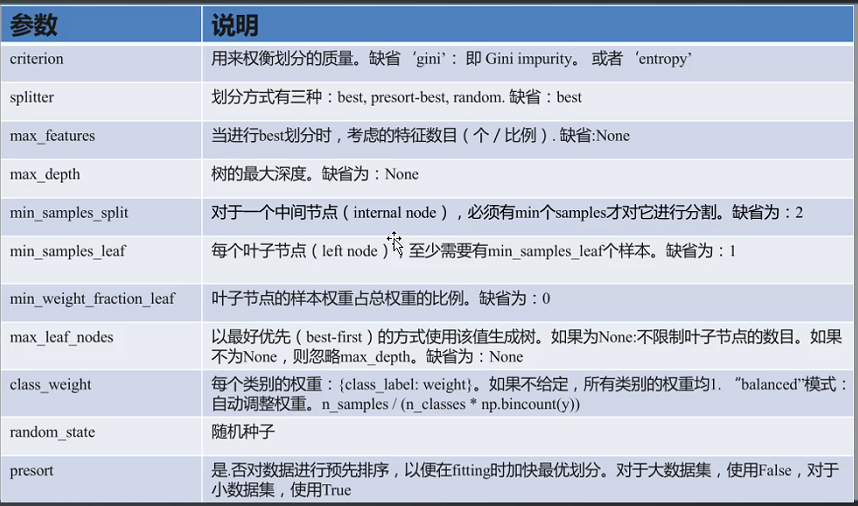 参数 说明
criterion 用来权衡划分的质量。缺省 ‘gini’： 即 Gini impurity。 或者 ‘entropy’
splitter 划分方式有三种：best, presort-best, random. 缺省：best
max_features 当进行best划分时，考虑的特征数目（个／比例）. 缺省:None
max_depth 树的最大深度。缺省为：None
min_samples_split 对于一个中间节点（internal node），必须有min个samples才对它进行分割。缺省为：2
min_samples_leaf 每个叶子节点（left node），至少需要有min_samples_leaf个样本。缺省为：1
min_weight_fraction_leaf 叶子节点的样本权重占总权重的比例。缺省为：0
max_leaf_nodes 以最好优先（best-first）的方式使用该值生成树。如果为None:不限制叶子节点的数目。如果
不为None，则忽略max_depth。缺省为：None
class_weight 每个类别的权重：{class_label: weight}。如果不给定，所有类别的权重均1. “balanced”模式：
自动调整权重。n_samples / (n_classes * np.bincount(y))
random_state 随机种子
presort 是.否对数据进行预先排序，以便在fitting时加快最优划分。对于大数据集，使用False，对于
小数据集，使用True